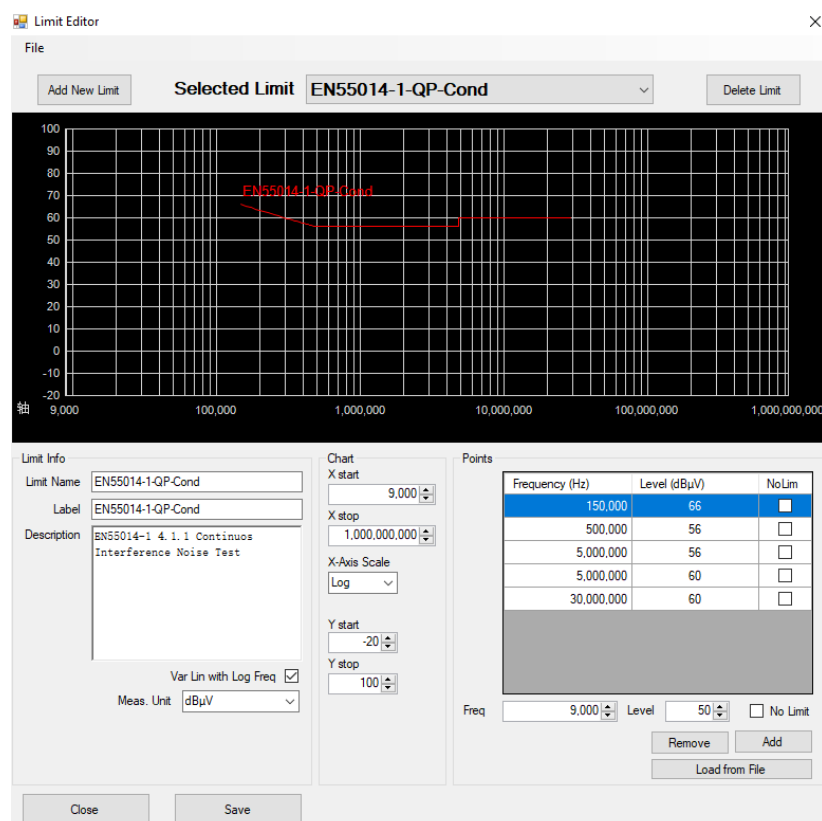 Limit Editor
File
Add New Limit
Selected Limit
EN55014-1-QP-Cond
Delete Limit
100
90
80
70
60
50
40
30
20
10
0
-10
-20
EN55014-1-QP-Cond
轴
9,000
100,000
1,000,000
10,000,000
100,000,000
1,000,000,000
Limit Info
Limit Name
EN55014-1-QP-Cond
Label
EN55014-1-QP-Cond
Description
EN55014-1 4.1.1 Continuos
Interference Noise Test
Var Lin with Log Freq
Meas. Unit
dBµV
Chart
X start
9,000
X stop
1,000,000,000
X-Axis Scale
Log
Y start
-20
Y stop
100
Points
Frequency (Hz) Level (dBµV) NoLim
150,000 66
500,000 56
5,000,000 56
5,000,000 60
30,000,000 60
Freq
9,000
Level
50
No Limit
Remove
Add
Load from File
Close
Save